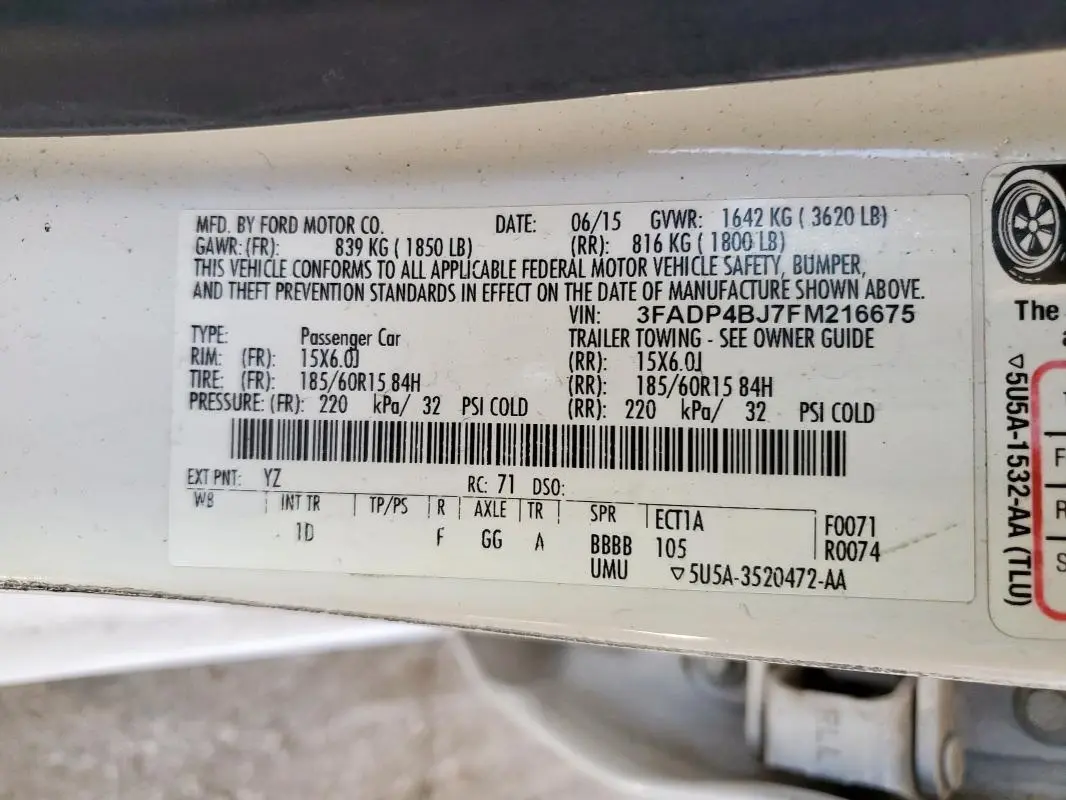 MFD. BY FORD MOTOR CO. DATE: 06/15 GVWR: 1642 KG ( 3620 LB)
GAWR: (FR): 839 KG ( 1850 LB) (RR): 816 KG ( 1800 LB)
THIS VEHICLE CONFORMS TO ALL APPLICABLE FEDERAL MOTOR VEHICLE SAFETY, BUMPER,
AND THEFT PREVENTION STANDARDS IN EFFECT ON THE DATE OF MANUFACTURE SHOWN ABOVE.
VIN: 3FADP4BJ7FM216675
TYPE: Passenger Car TRAILER TOWING - SEE OWNER GUIDE
RIM: (FR): 15X6.0J (RR): 15X6.0J
TIRE: (FR): 185/60R15 84H (RR): 185/60R15 84H
PRESSURE: (FR): 220 kPa/ 32 PSI COLD (RR): 220 kPa/ 32 PSI COLD
EXT PNT: YZ RC: 71 DSO:
WB INT TR TP/PS R AXLE TR SPR ECT1A F0071
1D F GG A BBBB 105 R0074
UMU ▽5U5A-3520472-AA
The
▽5U5A-1532-AA (TLU)
F
R
S